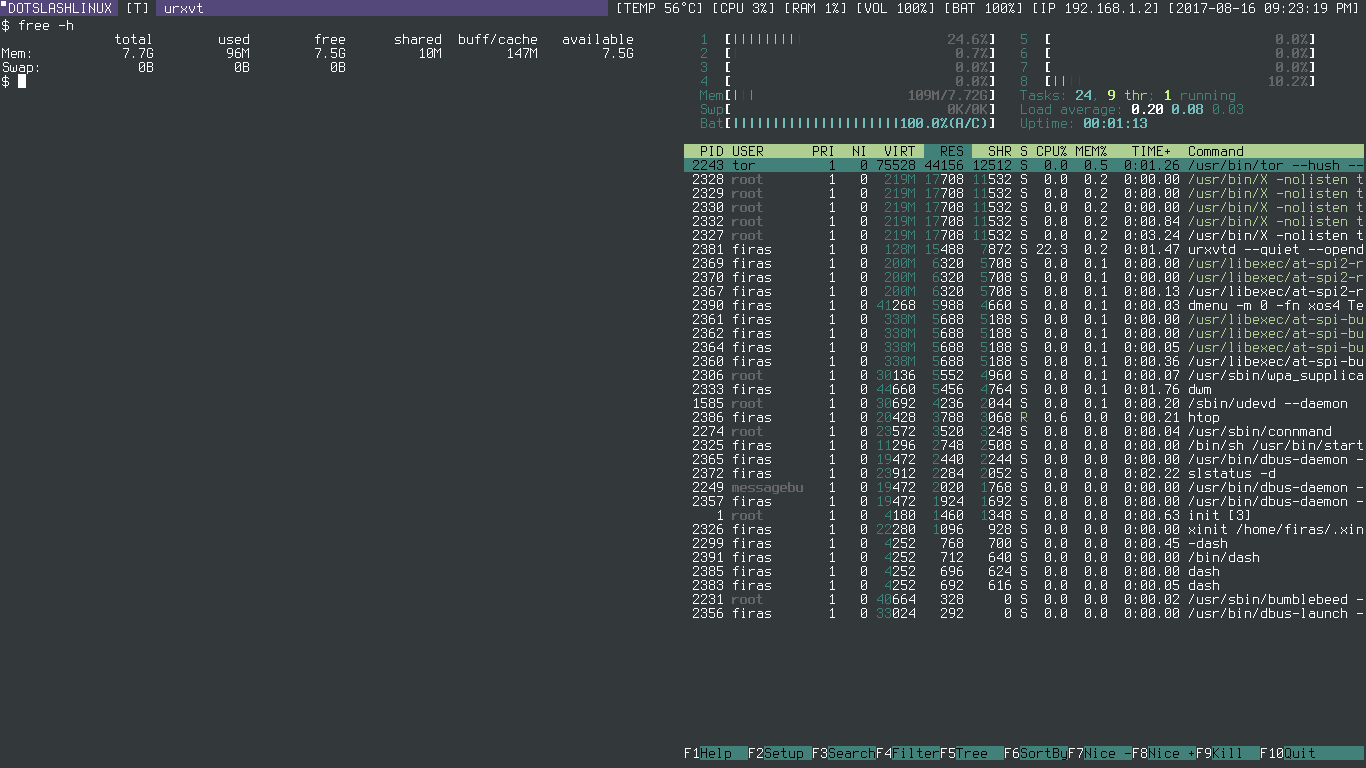 DOTSLASHLINUX [T] urxvt [TEMP 56°C] [CPU 3%] [RAM 1%] [VOL 100%] [BAT 100%] [IP 192.168.1.2] [2017-08-16 09:23:19 PM]
$ free -h
total used free shared buff/cache available
Mem: 7.7G 96M 7.5G 10M 147M 7.5G
Swap: 0B 0B 0B
$
1 [||||||||| 24.6%] 5 [ 0.0%]
2 [ 0.7%] 6 [ 0.0%]
3 [ 0.0%] 7 [ 0.0%]
4 [ 0.0%] 8 [|||| 10.2%]
Mem[||| 109M/7.72G] Tasks: 24, 9 thr: 1 running
Swp[ 0K/0K] Load average: 0.20 0.08 0.03
Bat[|||||||||||||||||||||100.0%(A/C)] Uptime: 00:01:13
PID USER PRI NI VIRT RES SHR S CPU% MEM% TIME+ Command
2243 tor 1 0 75528 44156 12512 S 0.0 0.5 0:01.26 /usr/bin/tor --hush --
2328 root 1 0 219M 17708 11532 S 0.0 0.2 0:00.00 /usr/bin/X -nolisten t
2329 root 1 0 219M 17708 11532 S 0.0 0.2 0:00.00 /usr/bin/X -nolisten t
2330 root 1 0 219M 17708 11532 S 0.0 0.2 0:00.00 /usr/bin/X -nolisten t
2332 root 1 0 219M 17708 11532 S 0.0 0.2 0:00.84 /usr/bin/X -nolisten t
2327 root 1 0 219M 17708 11532 S 0.0 0.2 0:03.24 /usr/bin/X -nolisten t
2381 firas 1 0 128M 15488 7872 S 22.3 0.2 0:01.47 urxvtd --quiet --opend
2369 firas 1 0 200M 6320 5708 S 0.0 0.1 0:00.00 /usr/libexec/at-spi2-r
2370 firas 1 0 200M 6320 5708 S 0.0 0.1 0:00.00 /usr/libexec/at-spi2-r
2367 firas 1 0 200M 6320 5708 S 0.0 0.1 0:00.13 /usr/libexec/at-spi2-r
2390 firas 1 0 41268 5988 4660 S 0.0 0.1 0:00.03 dmenu -m 0 -fn xos4 Te
2361 firas 1 0 338M 5688 5188 S 0.0 0.1 0:00.00 /usr/libexec/at-spi-bu
2362 firas 1 0 338M 5688 5188 S 0.0 0.1 0:00.00 /usr/libexec/at-spi-bu
2364 firas 1 0 338M 5688 5188 S 0.0 0.1 0:00.05 /usr/libexec/at-spi-bu
2360 firas 1 0 338M 5688 5188 S 0.0 0.1 0:00.36 /usr/libexec/at-spi-bu
2306 root 1 0 30136 5552 4960 S 0.0 0.1 0:00.07 /usr/sbin/wpa_supplica
2333 firas 1 0 44660 5456 4764 S 0.0 0.1 0:01.76 dwm
1585 root 1 0 30692 4236 2044 S 0.0 0.1 0:00.20 /sbin/udevd --daemon
2386 firas 1 0 20428 3788 3068 R 0.6 0.0 0:00.21 htop
2274 root 1 0 23572 3520 3248 S 0.0 0.0 0:00.04 /usr/sbin/connmand
2325 firas 1 0 11296 2748 2508 S 0.0 0.0 0:00.00 /bin/sh /usr/bin/start
2365 firas 1 0 19472 2440 2244 S 0.0 0.0 0:00.00 /usr/bin/dbus-daemon -
2372 firas 1 0 23912 2284 2052 S 0.0 0.0 0:02.22 slstatus -d
2249 messagebu 1 0 19472 2020 1768 S 0.0 0.0 0:00.00 /usr/bin/dbus-daemon -
2357 firas 1 0 19472 1924 1692 S 0.0 0.0 0:00.00 /usr/bin/dbus-daemon -
1 root 1 0 4180 1460 1348 S 0.0 0.0 0:00.63 init [3]
2326 firas 1 0 22280 1096 928 S 0.0 0.0 0:00.00 xinit /home/firas/.xin
2299 firas 1 0 4252 768 700 S 0.0 0.0 0:00.45 -dash
2391 firas 1 0 4252 712 640 S 0.0 0.0 0:00.00 /bin/dash
2385 firas 1 0 4252 696 624 S 0.0 0.0 0:00.00 dash
2383 firas 1 0 4252 692 616 S 0.0 0.0 0:00.05 dash
2231 root 1 0 40664 328 0 S 0.0 0.0 0:00.02 /usr/sbin/bumblebeed -
2356 firas 1 0 33024 292 0 S 0.0 0.0 0:00.00 /usr/bin/dbus-launch -
F1Help F2Setup F3SearchF4FilterF5Tree F6SortByF7Nice -F8Nice +F9Kill F10Quit